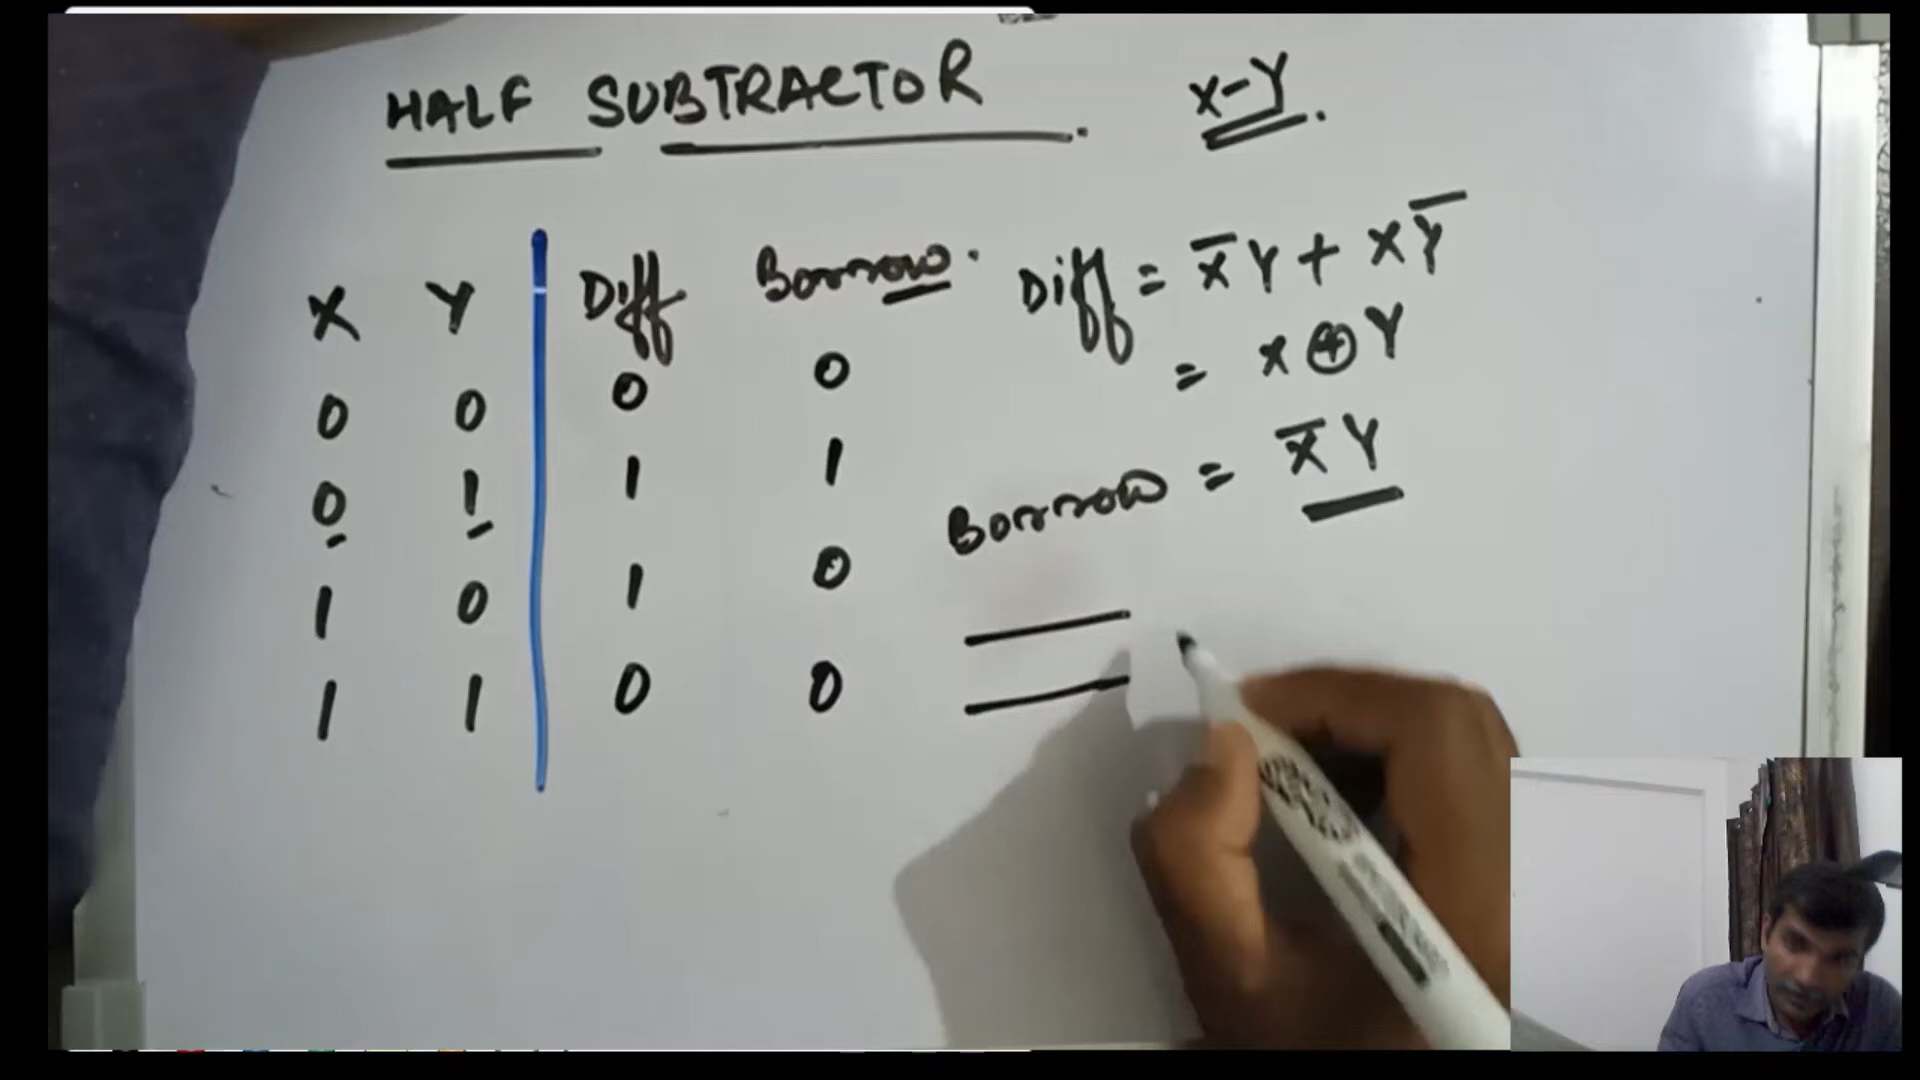 HALF SUBTRACTOR X-Y.
X Y Diff Borrow.
0 0 0 0
0 1 1 1
1 0 1 0
1 1 0 0
Diff = X̅Y + XY̅
= X ⊕ Y
Borrow = X̅Y